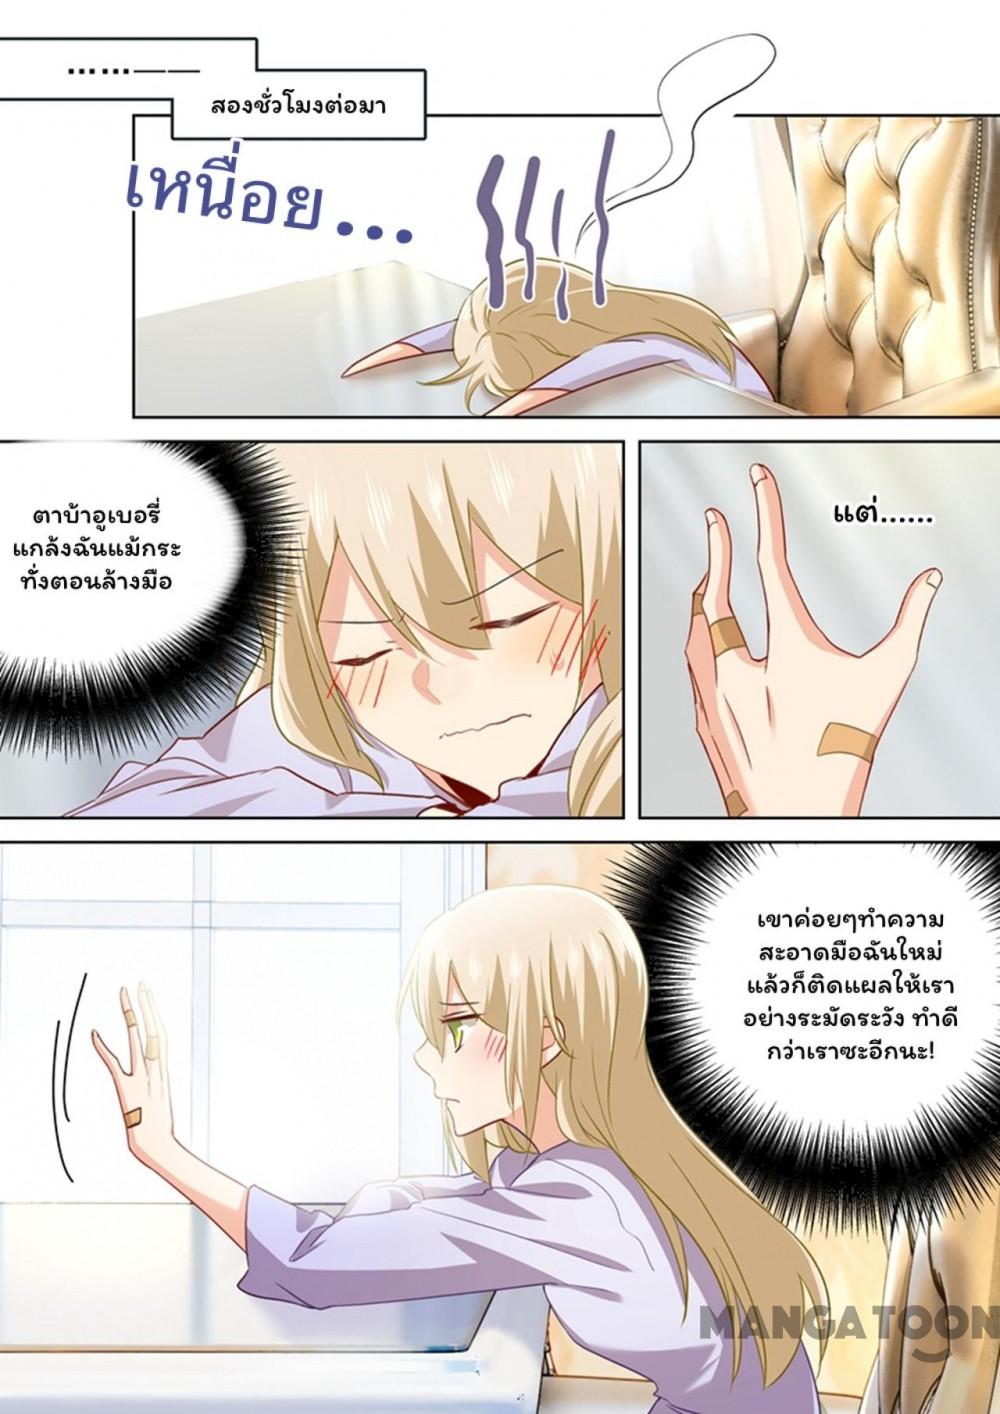 ......——
สองชั่วโมงต่อมา
เหนื่อย...
ตาบ้าอูเบอรี่
แกล้งฉันแม้กระ
ทั่งตอนล้างมือ
แต่......
เขาค่อยๆทำความ
สะอาดมือฉันใหม่
แล้วก็ติดแผลให้เรา
อย่างระมัดระวัง ทำดี
กว่าเราซะอีกนะ!
MANGATOON